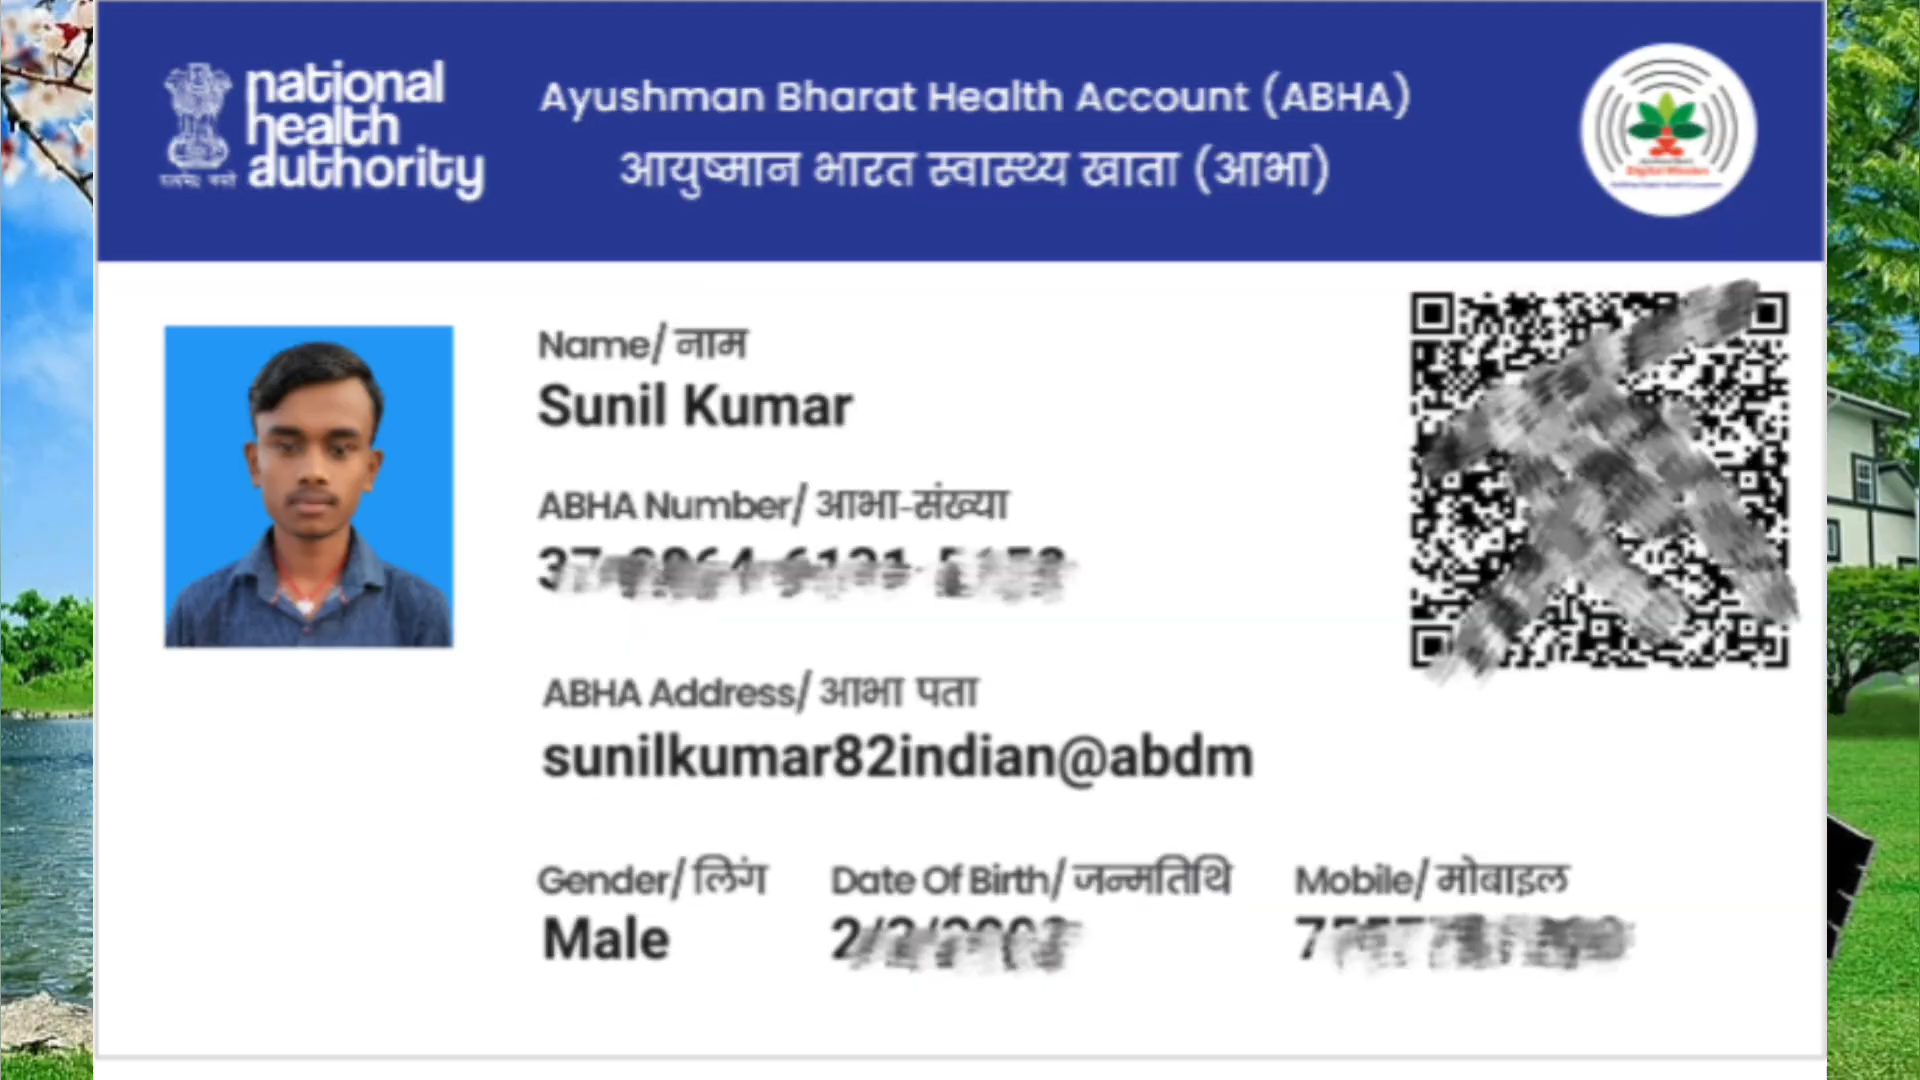 national
health
authority
Ayushman Bharat Health Account (ABHA)
आयुष्मान भारत स्वास्थ्य खाता (आभा)
Name/ नाम
Sunil Kumar
ABHA Number/ आभा-संख्या
ABHA Address/ आभा पता
sunilkumar82indian@abdm
Gender/ लिंग
Date Of Birth/ जन्मतिथि
Mobile/ मोबाइल
Male